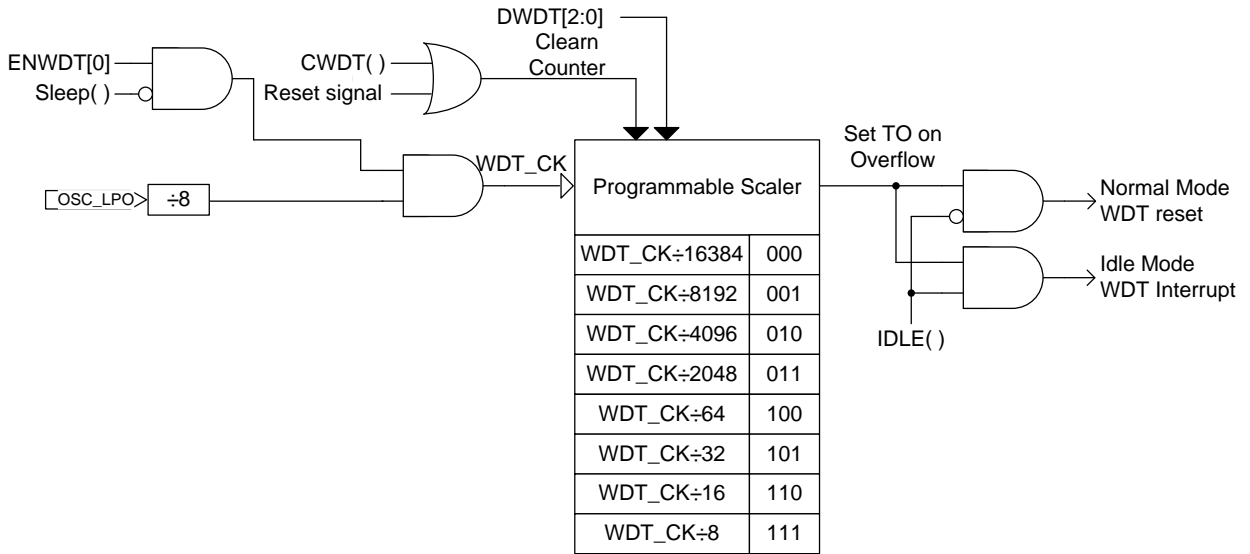 DWDT[2:0]
Clearn
Counter
ENWDT[0]
Sleep( )
CWDT( )
Reset signal
WDT_CK
OSC_LPO
÷8
Programmable Scaler
Set TO on
Overflow
Normal Mode
WDT reset
Idle Mode
WDT Interrupt
IDLE( )
WDT_CK÷16384 000
WDT_CK÷8192 001
WDT_CK÷4096 010
WDT_CK÷2048 011
WDT_CK÷64 100
WDT_CK÷32 101
WDT_CK÷16 110
WDT_CK÷8 111